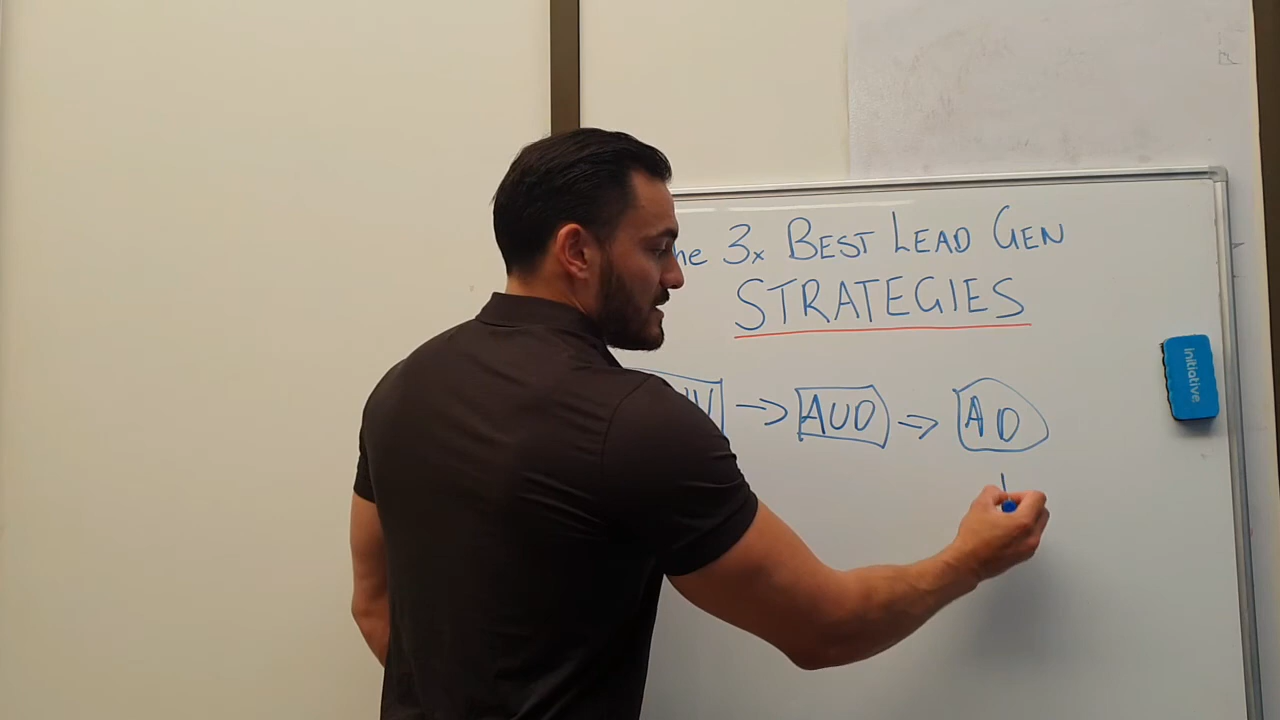 he 3x BEST LEAD GEN
STRATEGIES
→ AUD → AD
initiative